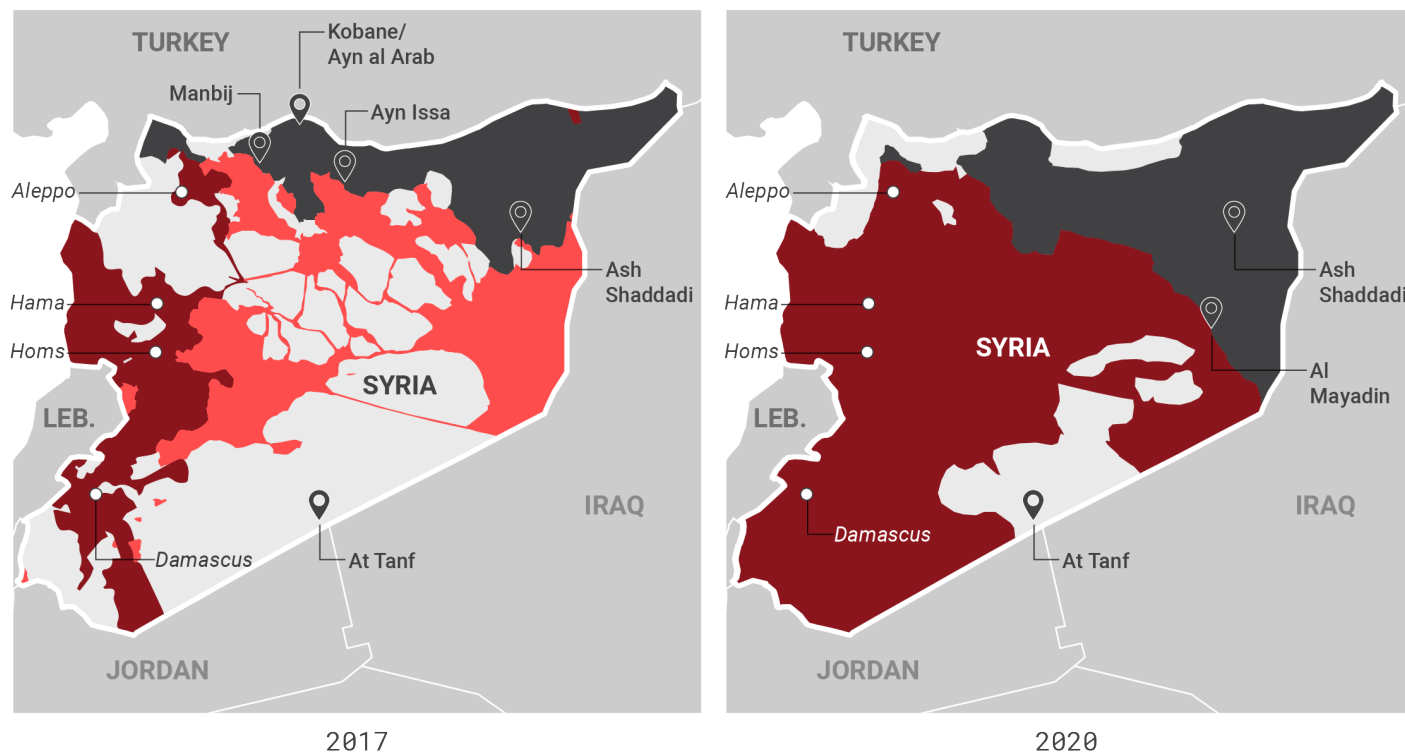 TURKEY
Kobane/
Ayn al Arab
Manbij
Ayn Issa
Aleppo
Ash
Shaddadi
Hama
Homs
SYRIA
LEB.
IRAQ
Damascus
At Tanf
JORDAN
2017
TURKEY
Aleppo
Ash
Shaddadi
Hama
Homs
SYRIA
Al
Mayadin
LEB.
IRAQ
Damascus
At Tanf
JORDAN
2020